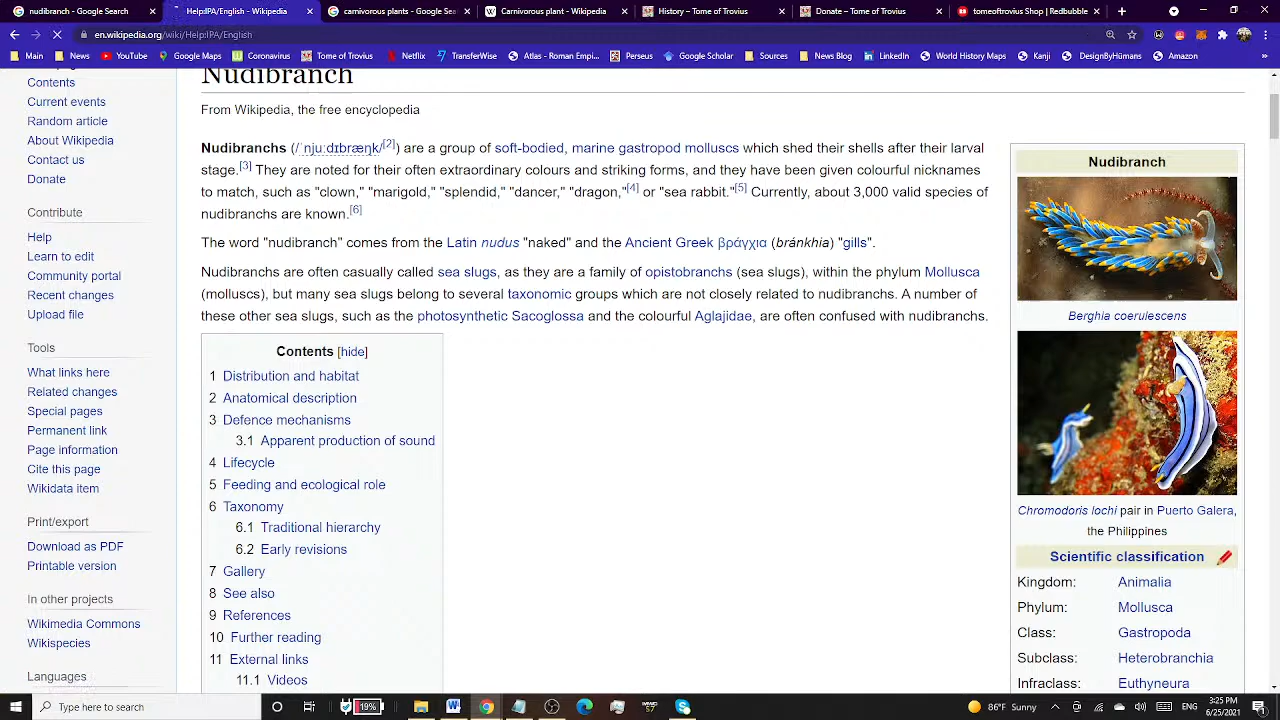 nudibranch - Google Search
Help:IPA/English - Wikipedia
carnivorous plants - Google Sea
Carnivorous plant - Wikipedia
History – Tome of Trovius
Donate – Tome of Trovius
tomeoftrovius Shop | Redbubble
en.wikipedia.org/wiki/Help:IPA/English
Main
News
YouTube
Google Maps
Coronavirus
Tome of Trovius
Netflix
TransferWise
Atlas - Roman Empi...
Perseus
Google Scholar
Sources
News Blog
LinkedIn
World History Maps
Kanji
DesignByHumans
Amazon
Contents
Current events
Random article
About Wikipedia
Contact us
Donate
Contribute
Help
Learn to edit
Community portal
Recent changes
Upload file
Tools
What links here
Related changes
Special pages
Permanent link
Page information
Cite this page
Wikidata item
Print/export
Download as PDF
Printable version
In other projects
Wikimedia Commons
Wikispecies
Languages
Nudibranch
From Wikipedia, the free encyclopedia
Nudibranchs (/ˈnjuːdɪbræŋk/[2]) are a group of soft-bodied, marine gastropod molluscs which shed their shells after their larval
stage.[3] They are noted for their often extraordinary colours and striking forms, and they have been given colourful nicknames
to match, such as "clown," "marigold," "splendid," "dancer," "dragon,"[4] or "sea rabbit."[5] Currently, about 3,000 valid species of
nudibranchs are known.[6]
The word "nudibranch" comes from the Latin nudus "naked" and the Ancient Greek βράγχια (bránkhia) "gills".
Nudibranchs are often casually called sea slugs, as they are a family of opistobranchs (sea slugs), within the phylum Mollusca
(molluscs), but many sea slugs belong to several taxonomic groups which are not closely related to nudibranchs. A number of
these other sea slugs, such as the photosynthetic Sacoglossa and the colourful Aglajidae, are often confused with nudibranchs.
Contents [hide]
1 Distribution and habitat
2 Anatomical description
3 Defence mechanisms
3.1 Apparent production of sound
4 Lifecycle
5 Feeding and ecological role
6 Taxonomy
6.1 Traditional hierarchy
6.2 Early revisions
7 Gallery
8 See also
9 References
10 Further reading
11 External links
11.1 Videos
Nudibranch
Berghia coerulescens
Chromodoris lochi pair in Puerto Galera,
the Philippines
Scientific classification
Kingdom: Animalia
Phylum: Mollusca
Class: Gastropoda
Subclass: Heterobranchia
Infraclass: Euthyneura
Type here to search
19%
86°F Sunny
3:25 PM
6/25/2021